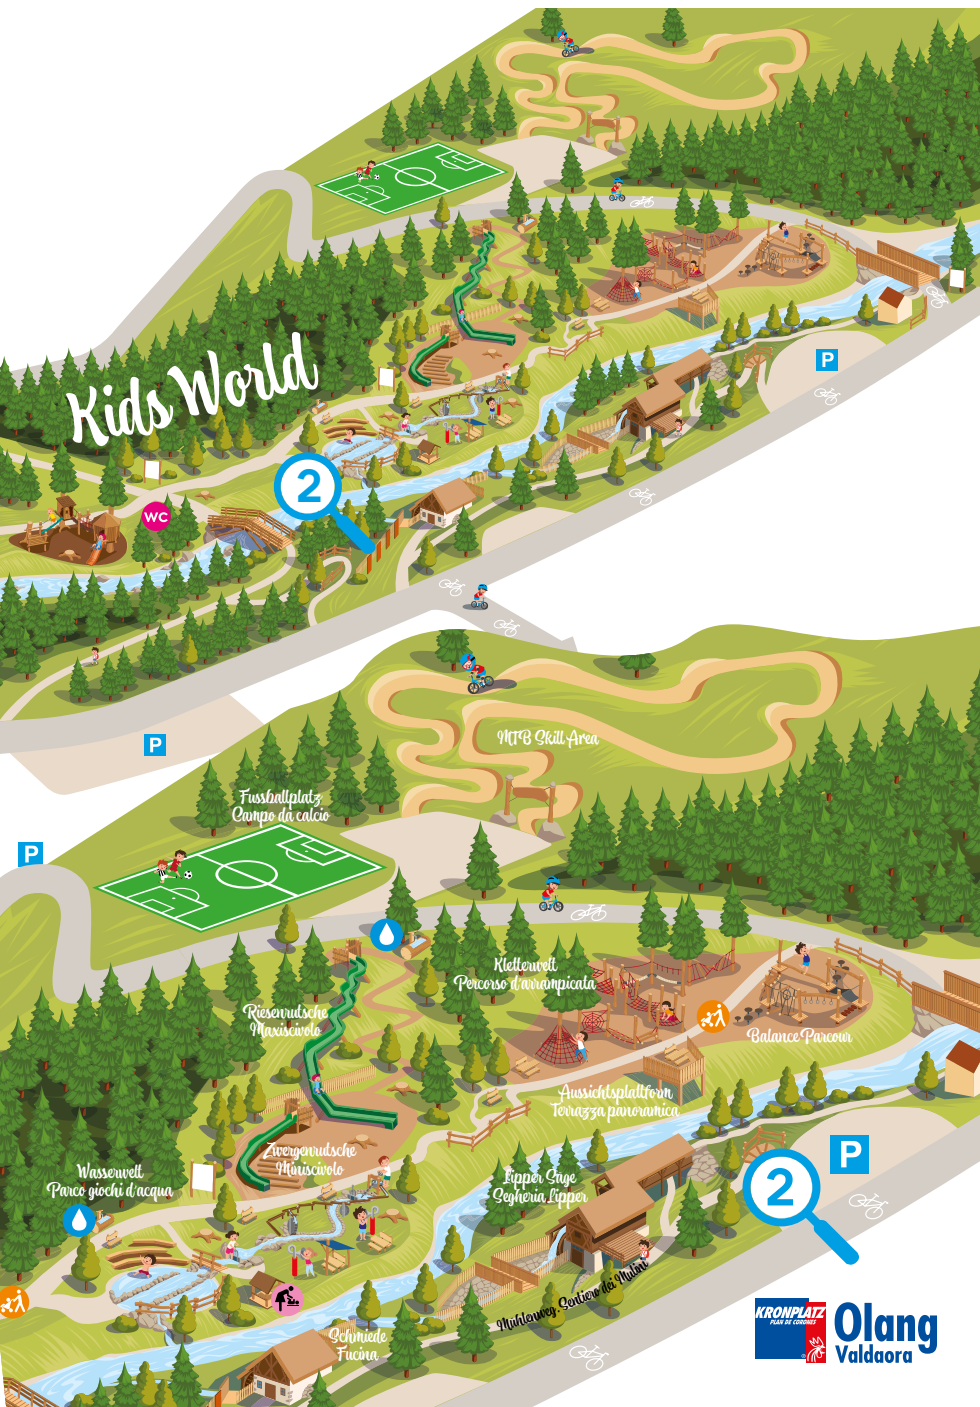 Kids World
P
2
WC
P
MTB Skill Area
Fussballplatz
Campo da calcio
P
Kletterwelt
Percorso d'arrampicata
Riesenrutsche
Maxiscivolo
Balance Parcour
Aussichtsplattform
Terrazza panoramica
Zwergenrutsche
Miniscivolo
Wasserwelt
Parco giochi d'acqua
Lipper Säge
Segheria Lipper
P
2
Mühlenweg . Sentiero dei Mulini
Schmiede
Fucina
KRONPLATZ
PLAN DE CORONES
Olang
Valdaora